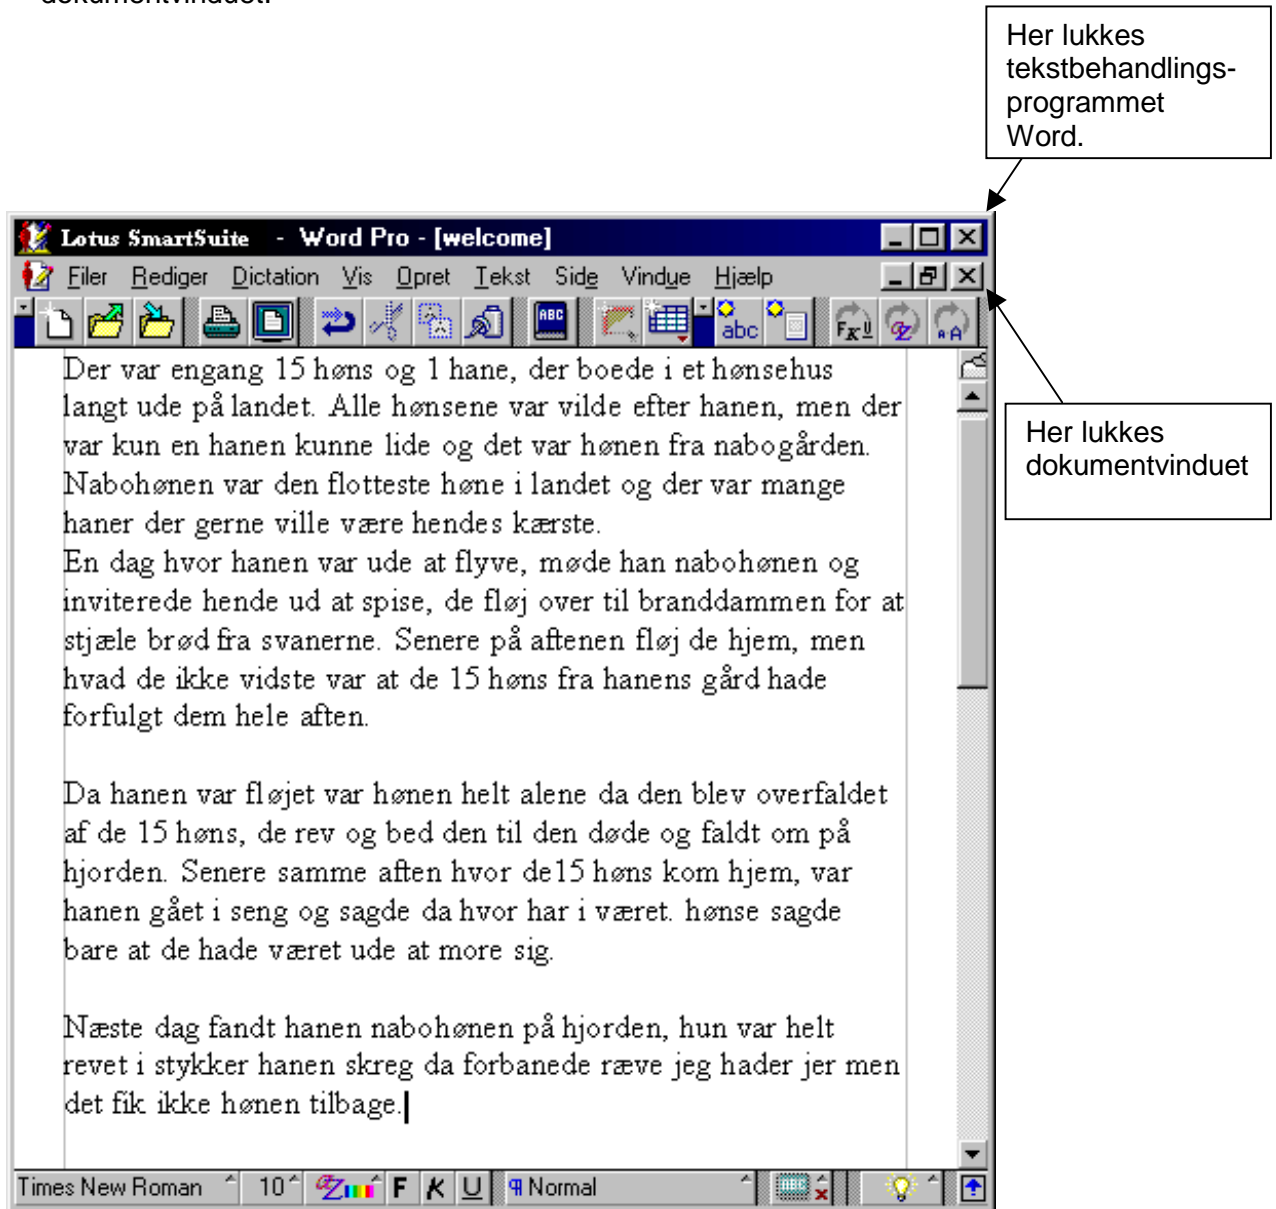 dokumentvinduet.
Her lukkes
tekstbehandlings-
programmet
Word.
Lotus SmartSuite - Word Pro - [welcome]
Filer Rediger Dictation Vis Opret Tekst Side Vindue Hjælp
ABC
abc
FKU
az
A·A
Der var engang 15 høns og 1 hane, der boede i et hønsehus
langt ude på landet. Alle hønsene var vilde efter hanen, men der
var kun en hanen kunne lide og det var hønen fra nabogården.
Nabohønen var den flotteste høne i landet og der var mange
haner der gerne ville være hendes kærste.
En dag hvor hanen var ude at flyve, møde han nabohønen og
inviterede hende ud at spise, de fløj over til branddammen for at
stjæle brød fra svanerne. Senere på aftenen fløj de hjem, men
hvad de ikke vidste var at de 15 høns fra hanens gård hade
forfulgt dem hele aften.
Da hanen var fløjet var hønen helt alene da den blev overfaldet
af de 15 høns, de rev og bed den til den døde og faldt om på
hjorden. Senere samme aften hvor de15 høns kom hjem, var
hanen gået i seng og sagde da hvor har i været. hønse sagde
bare at de hade været ude at more sig.
Næste dag fandt hanen nabohønen på hjorden, hun var helt
revet i stykker hanen skreg da forbanede ræve jeg hader jer men
det fik ikke hønen tilbage.
Her lukkes
dokumentvinduet
Times New Roman 10 F K U ¶ Normal